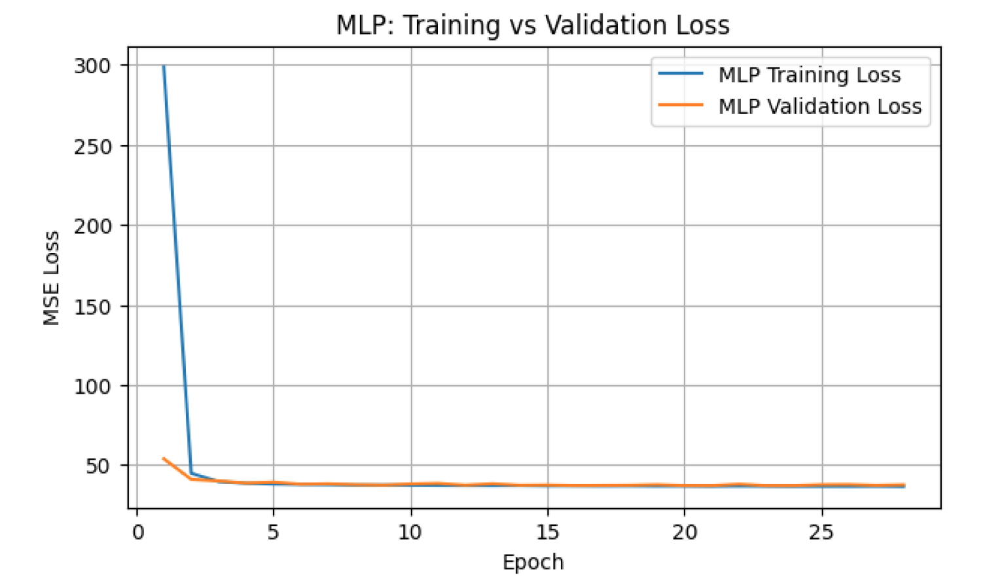 MLP: Training vs Validation Loss
MLP Training Loss
MLP Validation Loss
MSE Loss
300
250
200
150
100
50
0 5 10 15 20 25
Epoch